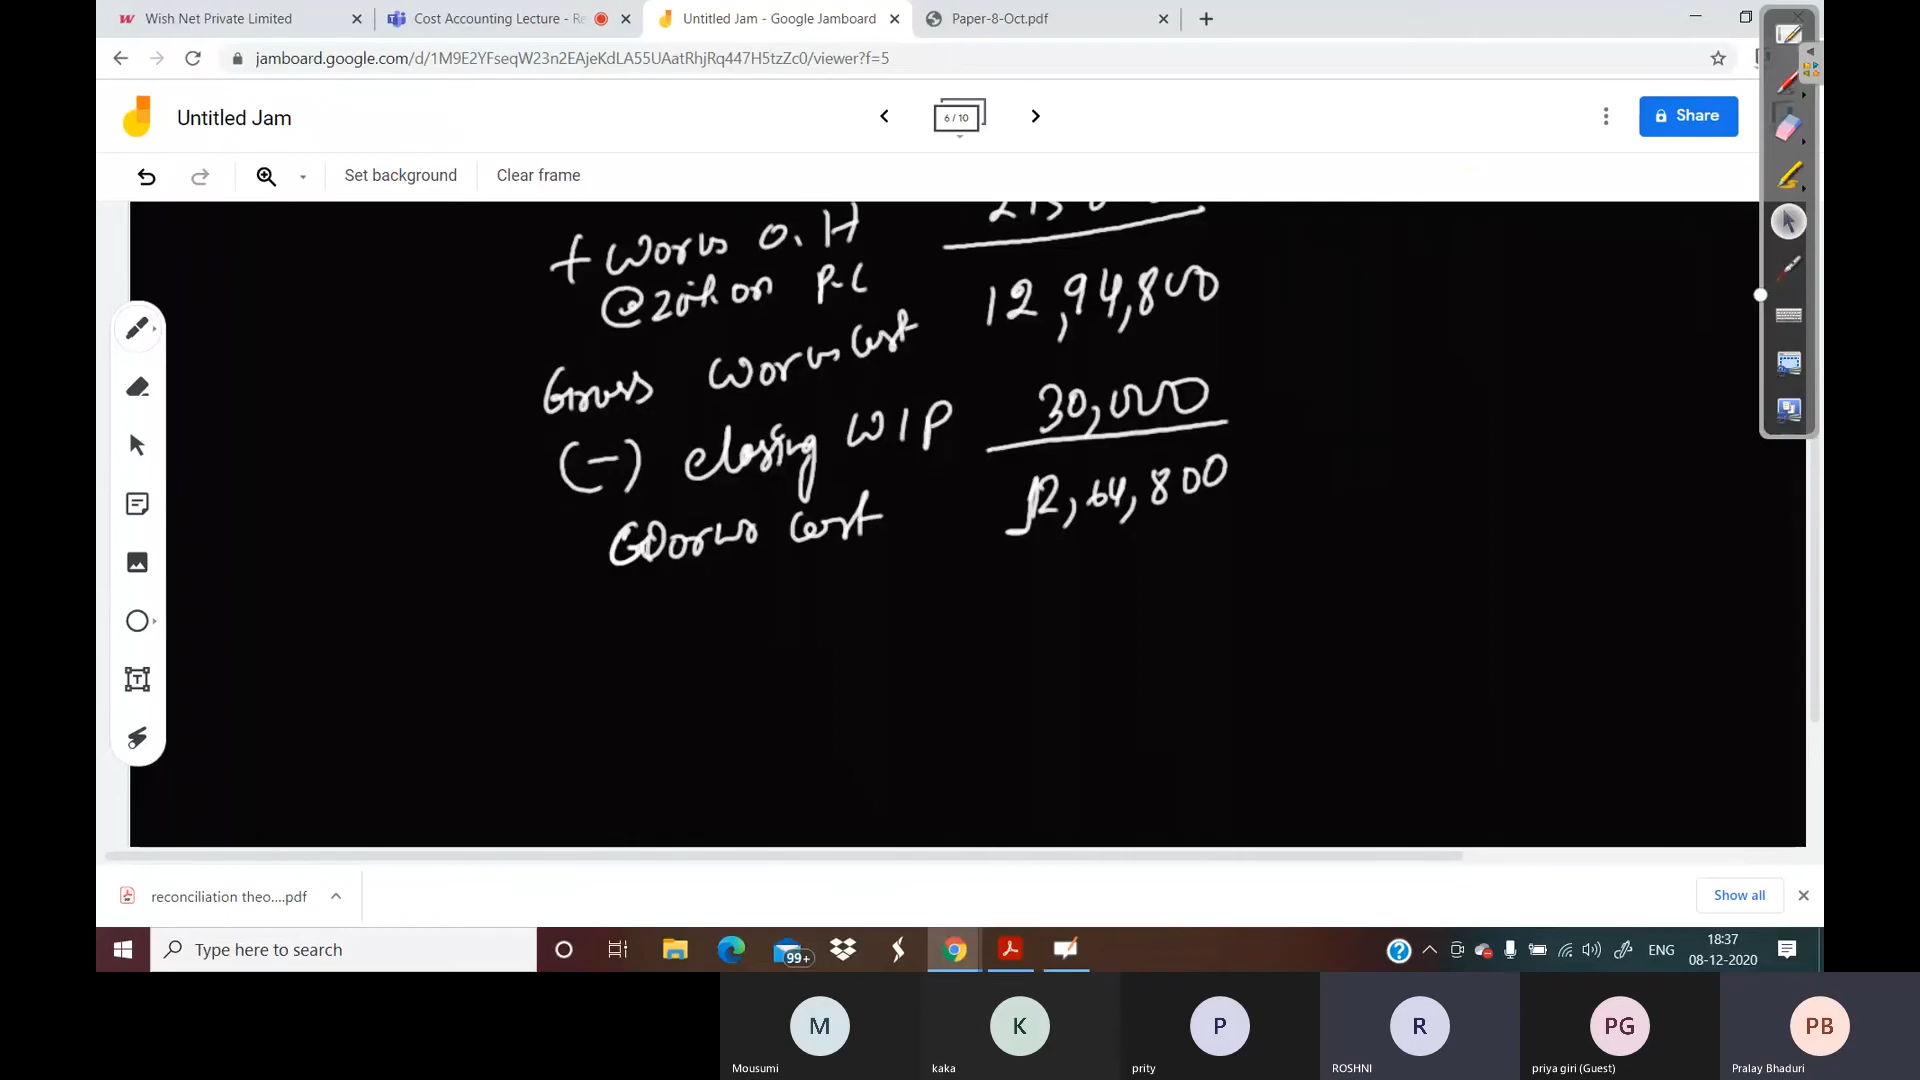 Wish Net Private Limited
Cost Accounting Lecture - Re
Untitled Jam - Google Jamboard
Paper-8-Oct.pdf
jamboard.google.com/d/1M9E2YFseqW23n2EAjeKdLA55UAatRhjRq447H5tzZc0/viewer?f=5
Untitled Jam
6 / 10
Share
Set background
Clear frame
+ Works O.H
@20% on P.C
12,94,800
Gross Works Cost
(-) closing WIP 30,000
Works Cost 12,64,800
reconciliation theo....pdf
Show all
Type here to search
99+
ENG
18:37
08-12-2020
M
K
P
R
PG
PB
Mousumi
kaka
prity
ROSHNI
priya giri (Guest)
Pralay Bhaduri